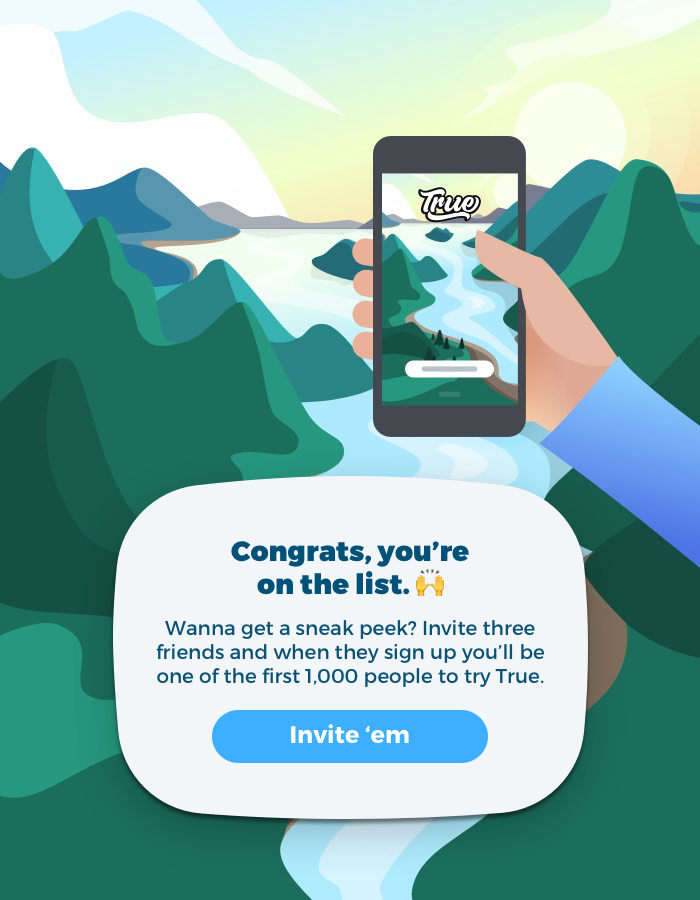 True
Congrats, you’re
on the list. 🙌
Wanna get a sneak peek? Invite three
friends and when they sign up you’ll be
one of the first 1,000 people to try True.
Invite ‘em